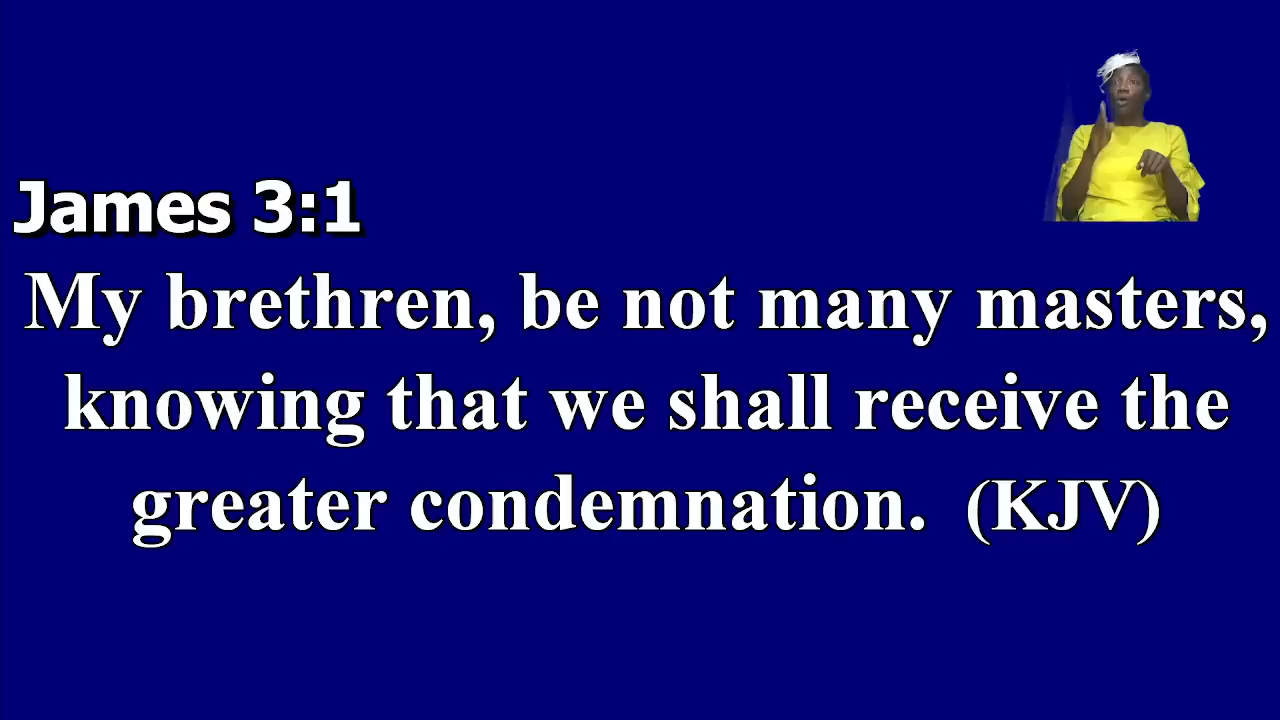 James 3:1
My brethren, be not many masters,
knowing that we shall receive the
greater condemnation.  (KJV)